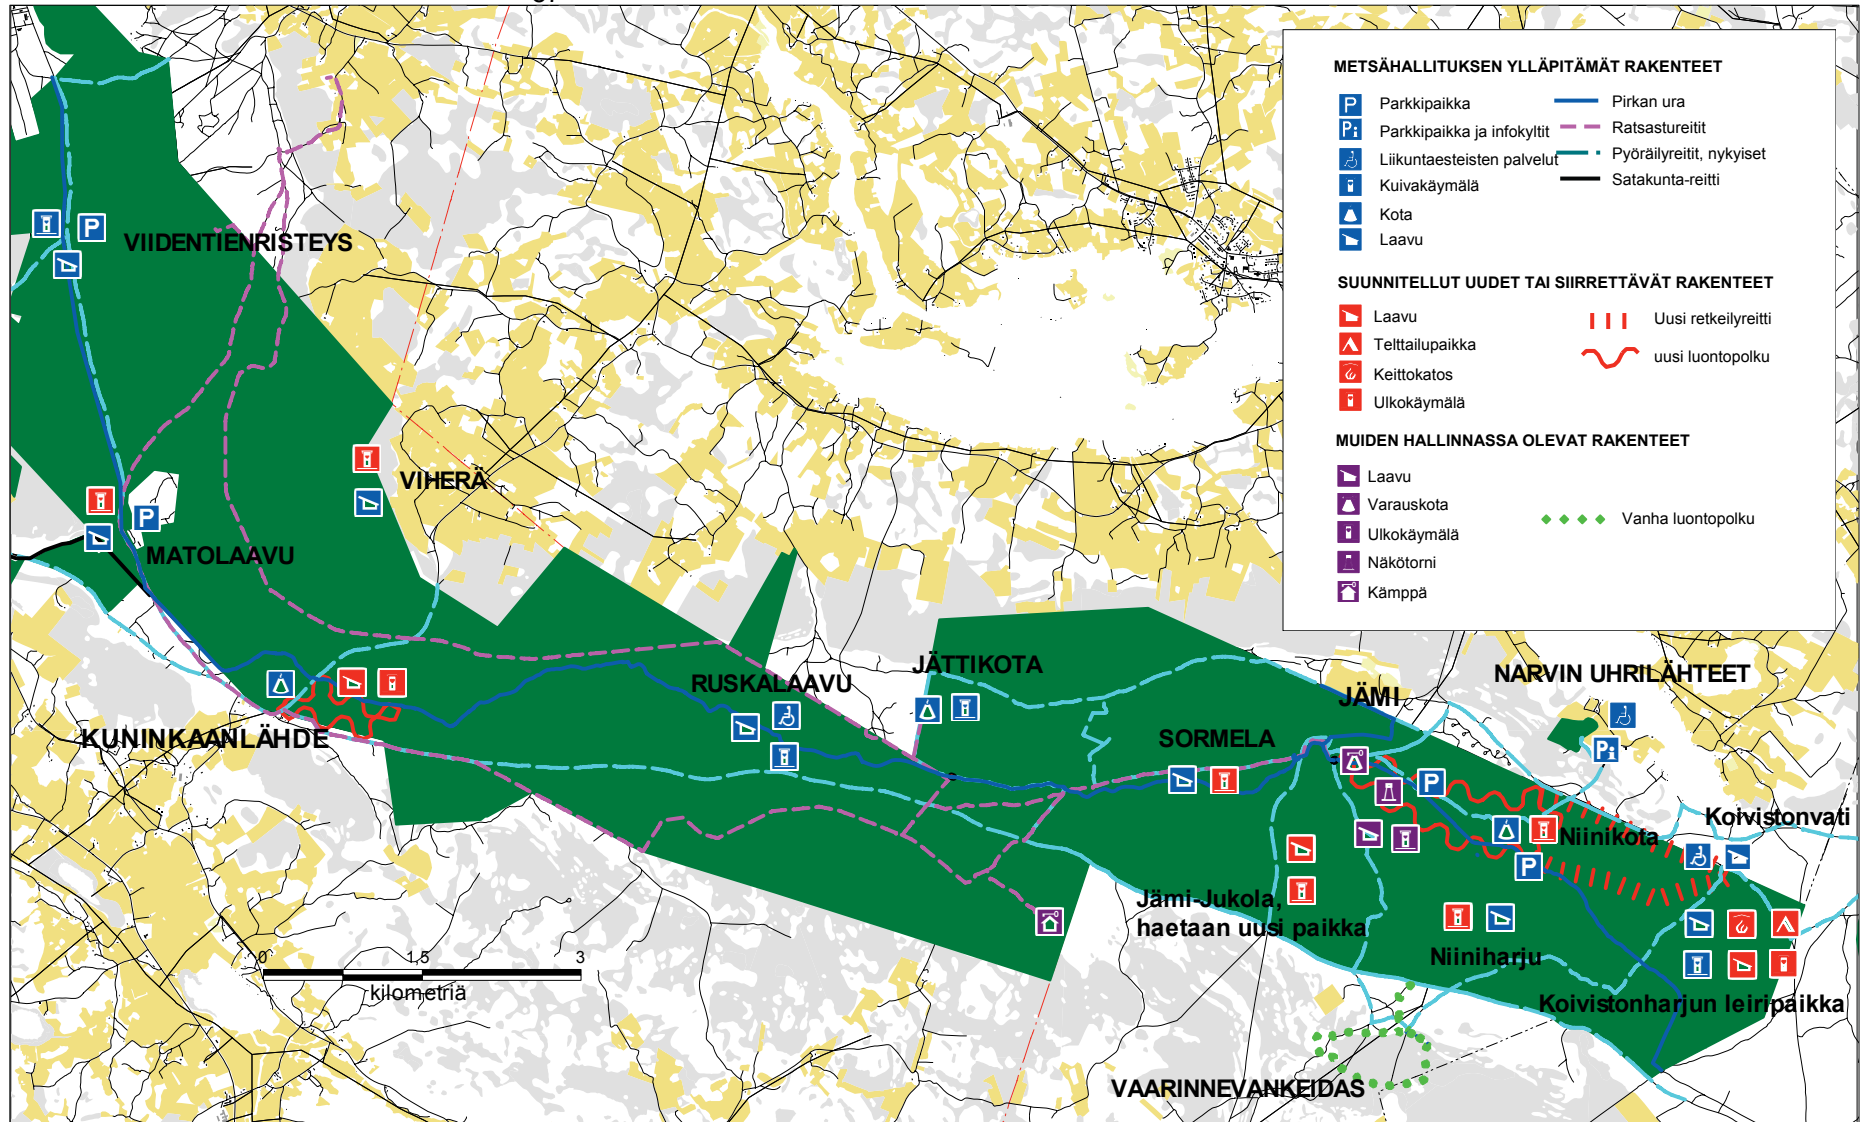 METSÄHALLITUKSEN YLLÄPITÄMÄT RAKENTEET
Parkkipaikka
Parkkipaikka ja infokyltit
Liikuntaesteisten palvelut
Kuivakäymälä
Kota
Laavu
Pirkan ura
Ratsastureitit
Pyöräilyreitit, nykyiset
Satakunta-reitti
SUUNNITELLUT UUDET TAI SIIRRETTÄVÄT RAKENTEET
Laavu
Telttailupaikka
Keittokatos
Ulkokäymälä
Uusi retkeilyreitti
uusi luontopolku
MUIDEN HALLINNASSA OLEVAT RAKENTEET
Laavu
Varauskota
Ulkokäymälä
Näkötorni
Kämppä
Vanha luontopolku
VIIDENTIENRISTEYS
VIHERÄ
MATOLAAVU
KUNINKAANLÄHDE
RUSKALAAVU
JÄTTIKOTA
SORMELA
JÄMI
NARVIN UHRILÄHTEET
Koivistonvati
Niinikota
Jämi-Jukola,
haetaan uusi paikka
Niiniharju
Koivistonharjun leiripaikka
VAARINNEVANKEIDAS
0 1,5 3
kilometriä
P
P
P
P
Pi
P
Pi